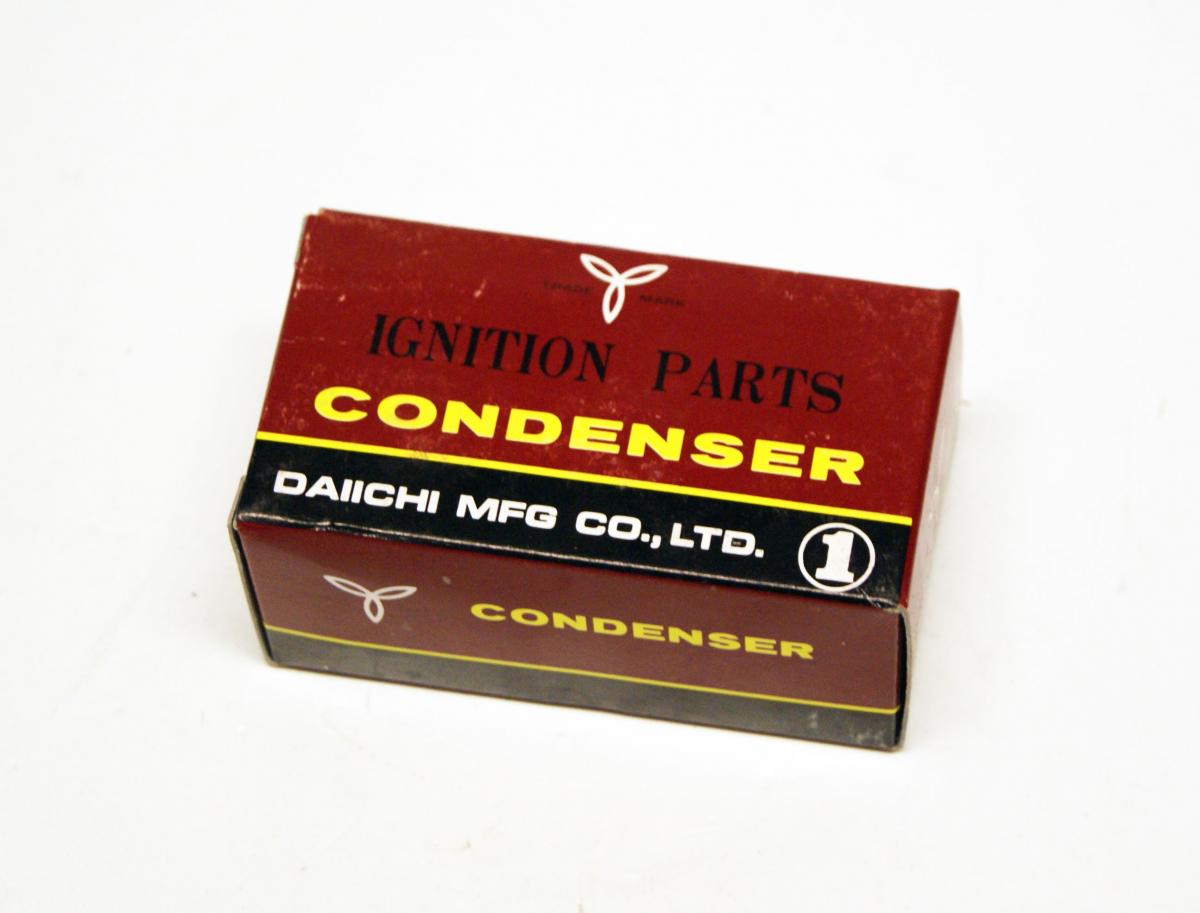 TRADE MARK
IGNITION PARTS
CONDENSER
DAIICHI MFG CO., LTD. 1
CONDENSER